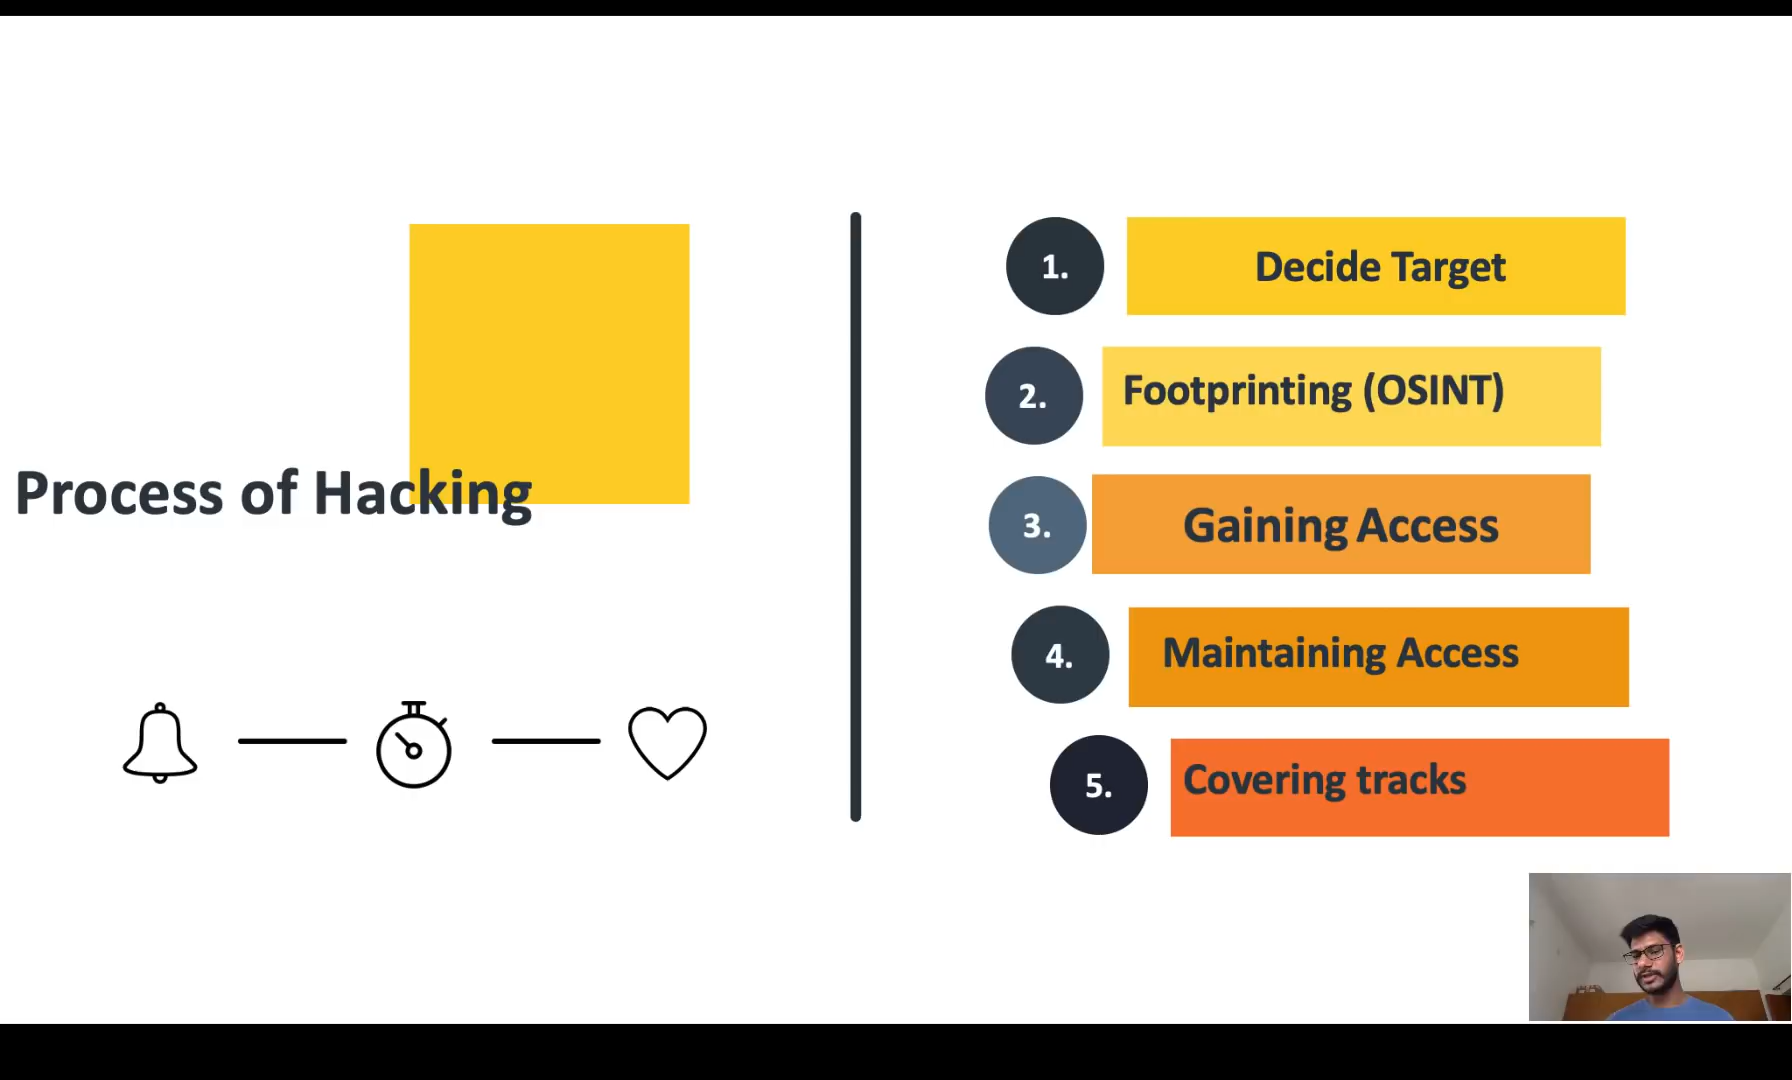 Process of Hacking
1. Decide Target
2. Footprinting (OSINT)
3. Gaining Access
4. Maintaining Access
5. Covering tracks